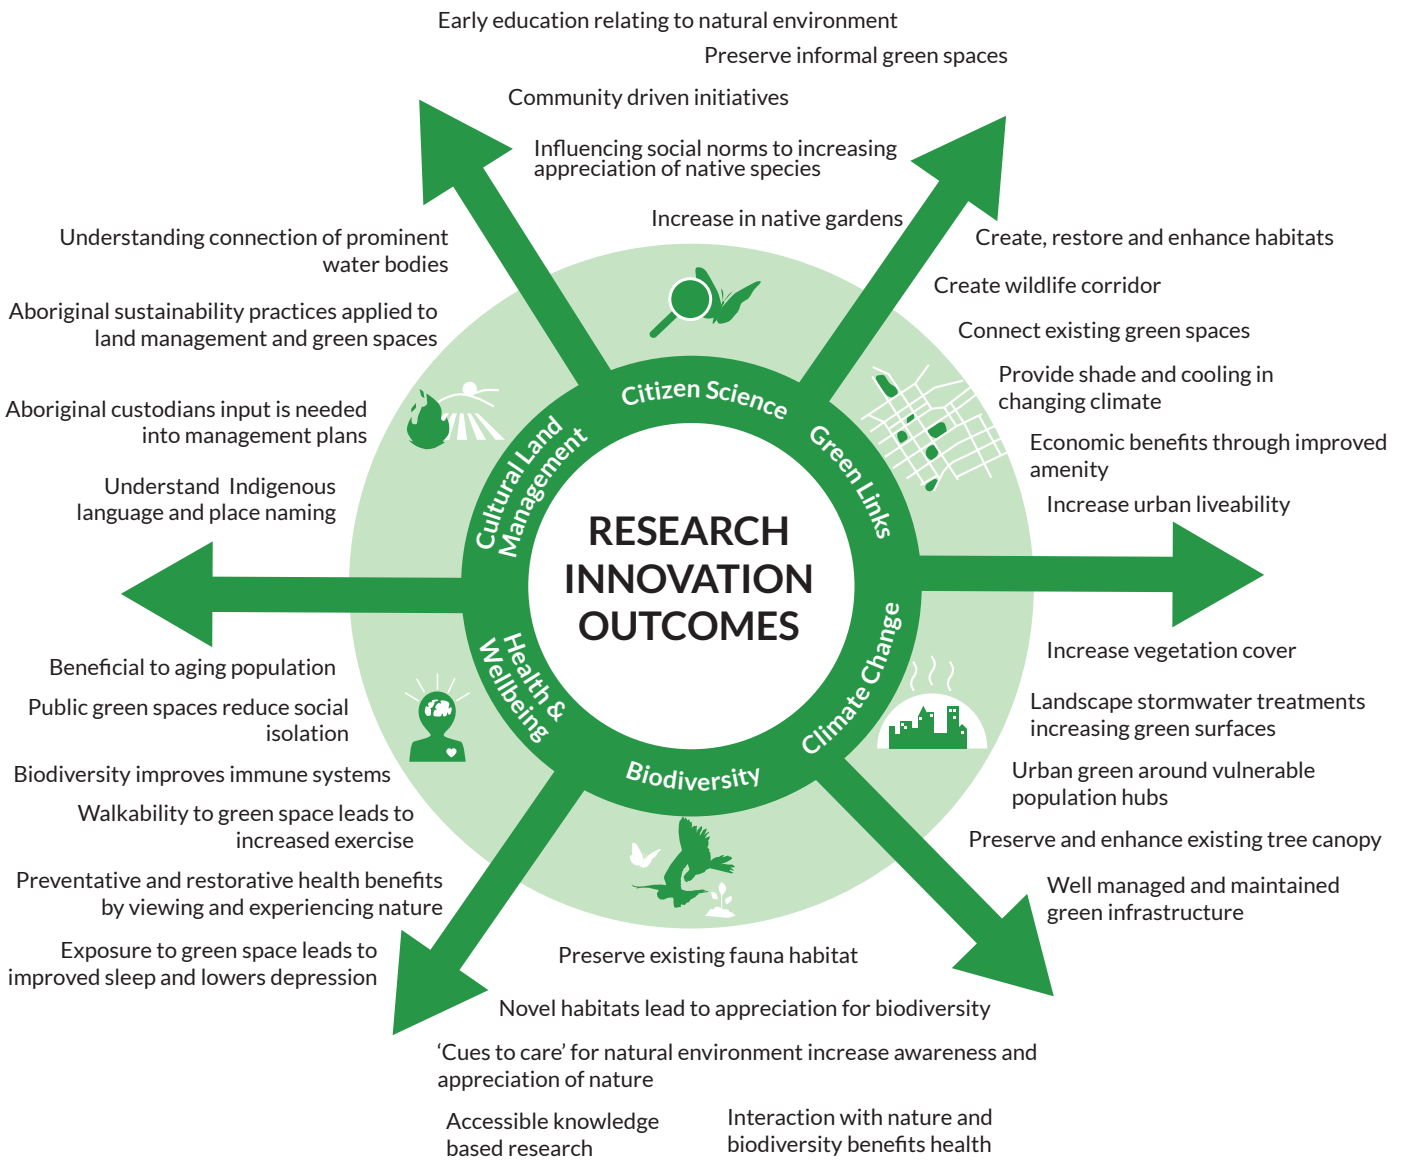 Early education relating to natural environment
Preserve informal green spaces
Community driven initiatives
Influencing social norms to increasing
appreciation of native species
Increase in native gardens
Understanding connection of prominent
water bodies
Aboriginal sustainability practices applied to
land management and green spaces
Aboriginal custodians input is needed
into management plans
Understand Indigenous
language and place naming
Create, restore and enhance habitats
Create wildlife corridor
Connect existing green spaces
Provide shade and cooling in
changing climate
Economic benefits through improved
amenity
Increase urban liveability
Citizen Science
Green Links
Climate Change
Biodiversity
Health &
Wellbeing
Cultural Land
Management
RESEARCH
INNOVATION
OUTCOMES
Beneficial to aging population
Public green spaces reduce social
isolation
Biodiversity improves immune systems
Walkability to green space leads to
increased exercise
Preventative and restorative health benefits
by viewing and experiencing nature
Exposure to green space leads to
improved sleep and lowers depression
Increase vegetation cover
Landscape stormwater treatments
increasing green surfaces
Urban green around vulnerable
population hubs
Preserve and enhance existing tree canopy
Well managed and maintained
green infrastructure
Preserve existing fauna habitat
Novel habitats lead to appreciation for biodiversity
‘Cues to care’ for natural environment increase awareness and
appreciation of nature
Accessible knowledge
based research
Interaction with nature and
biodiversity benefits health